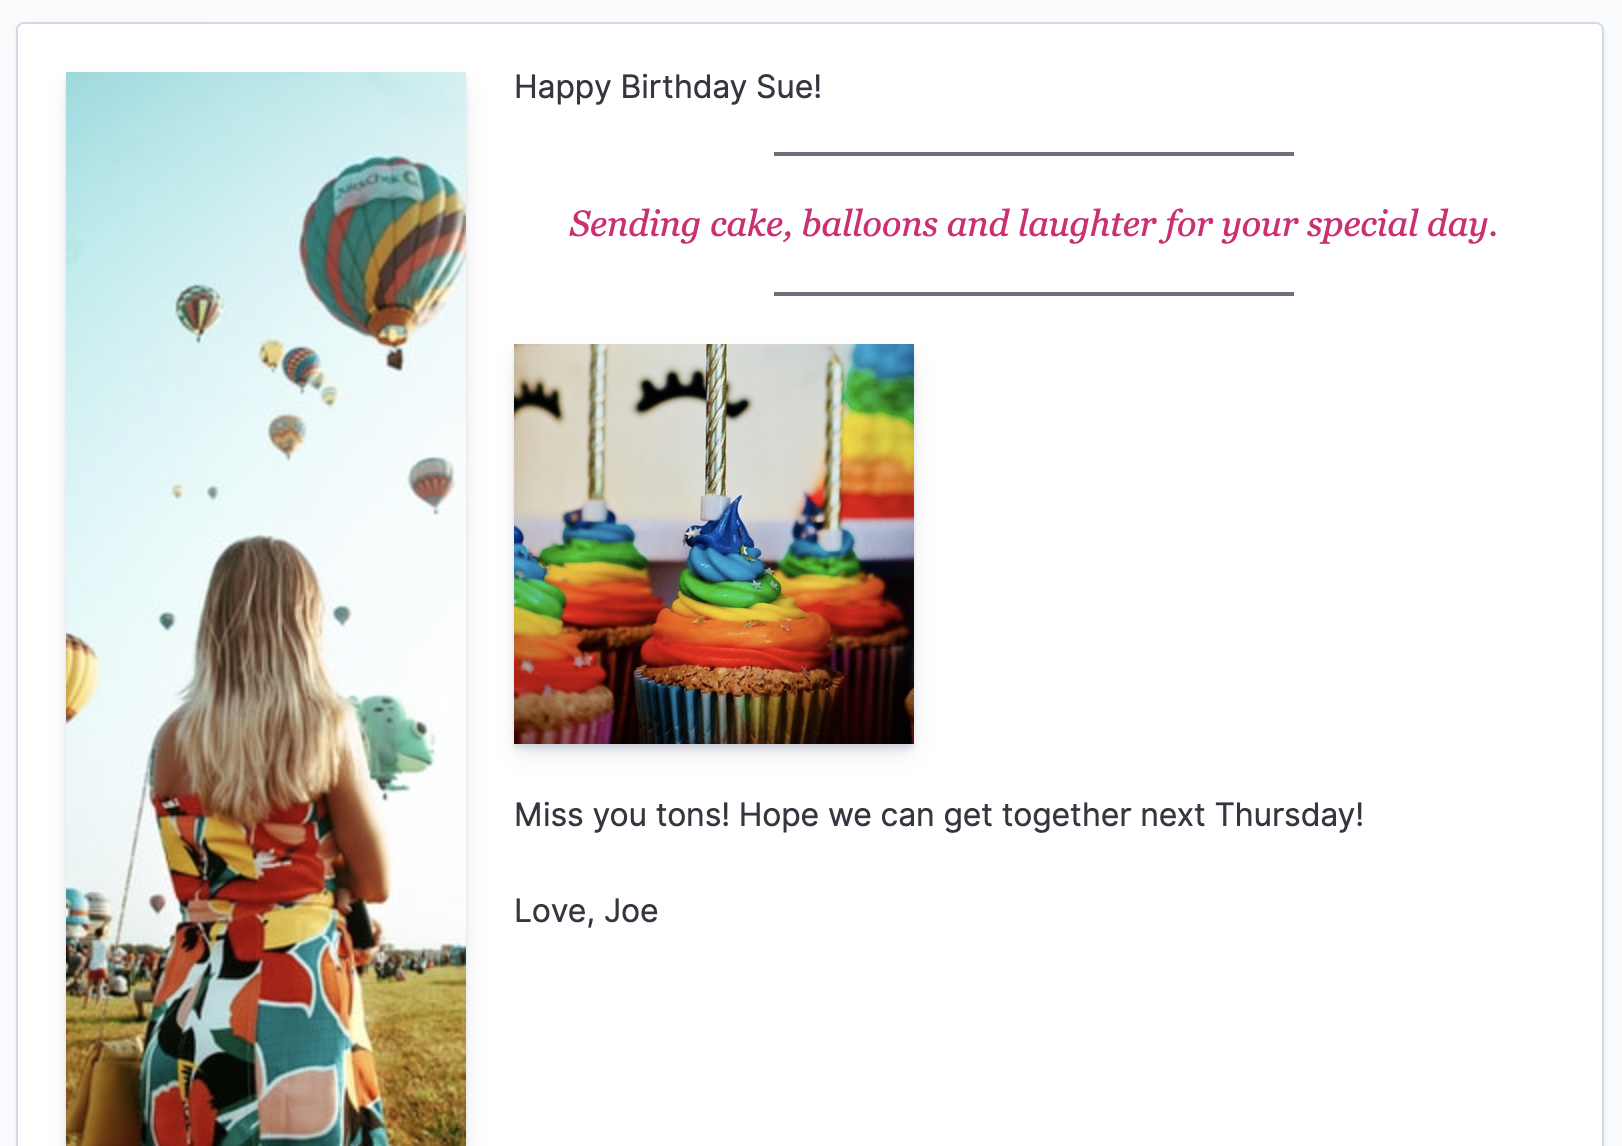 Happy Birthday Sue!
Sending cake, balloons and laughter for your special day.
Miss you tons! Hope we can get together next Thursday!
Love, Joe